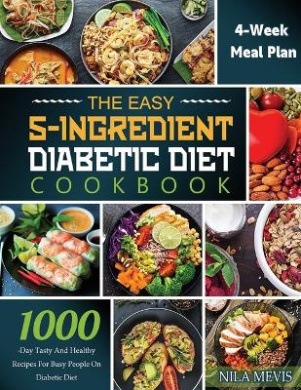 4-Week
Meal Plan
THE EASY
5-INGREDIENT
DIABETIC DIET
COOKBOOK
1000
-Day Tasty And Healthy
Recipes For Busy People On
Diabetic Diet
NILA MEVIS